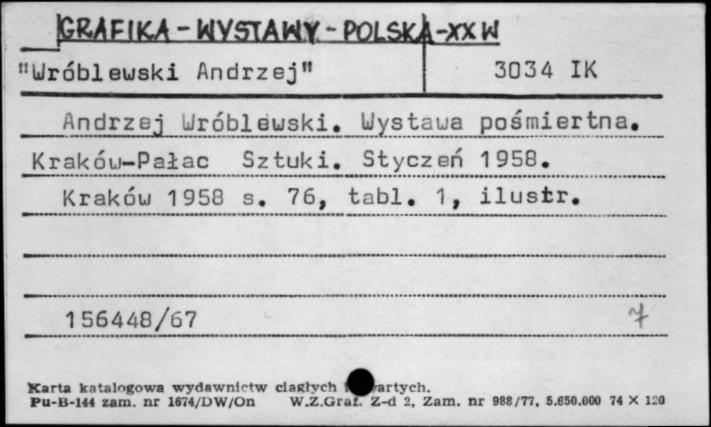 GRAFIKA - WYSTAWY - POLSKA - XX W
"Wróblewski Andrzej" 3034 IK
Andrzej Wróblewski. Wystawa pośmiertna.
Kraków-Pałac Sztuki. Styczeń 1958.
Kraków 1958 s. 76, tabl. 1, ilustr.
156448/67 7
Karta katalogowa wydawnictw ciągłych
Pu-B-144 zam. nr 1674/DW/On W.Z.Graf. Z-d 2, Zam. nr 988/77, 5.650.000 74 X 120